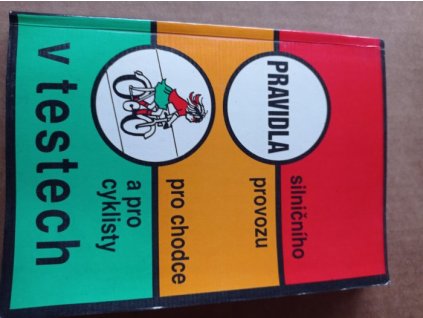 PRAVIDLA
silničního
provozu
pro chodce
a pro
cyklisty
v testech